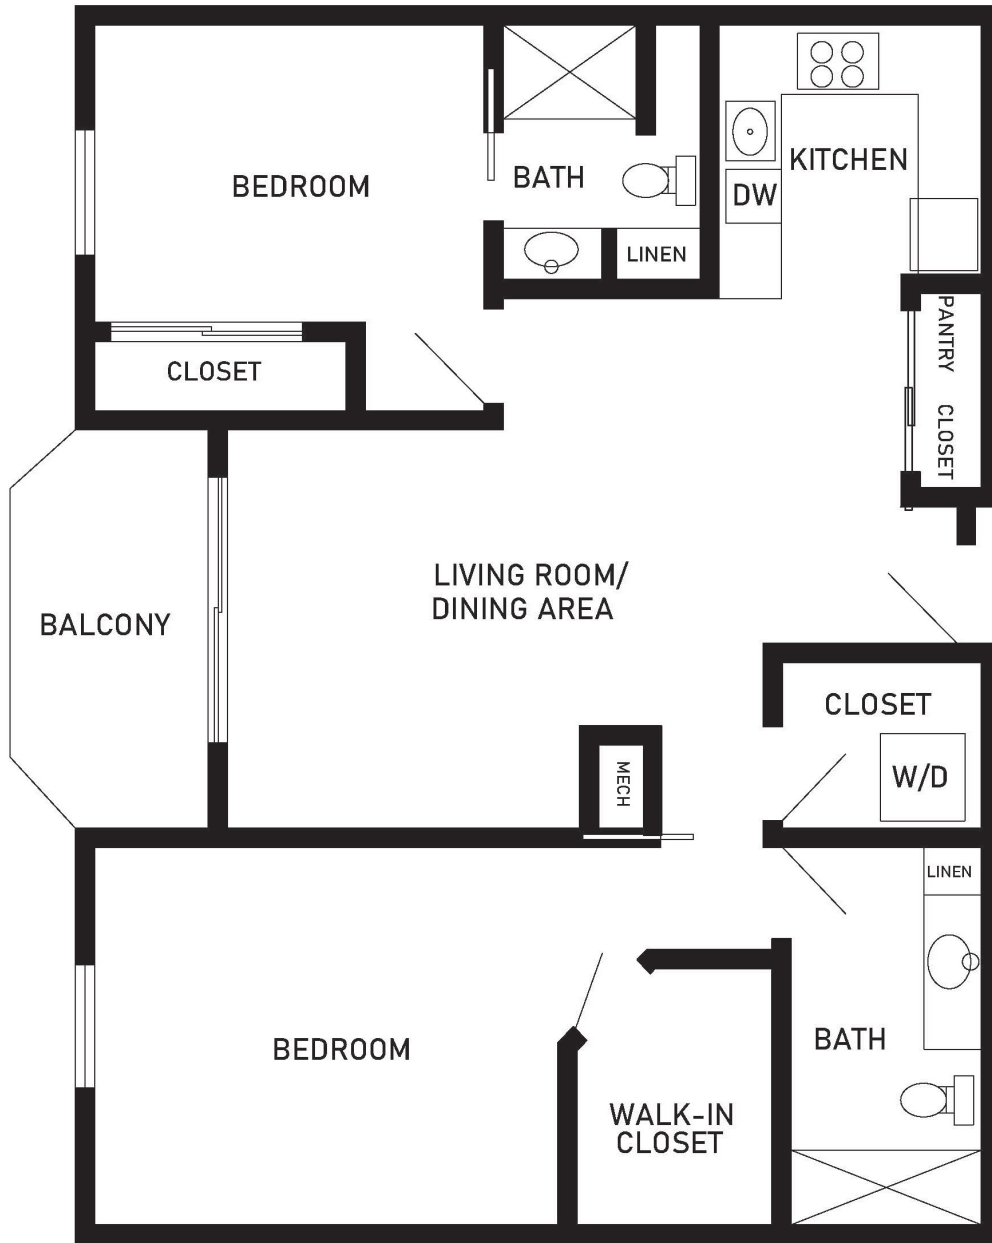 KITCHEN
BATH
DW
BEDROOM
LINEN
PANTRY CLOSET
CLOSET
LIVING ROOM/
DINING AREA
BALCONY
CLOSET
W/D
MECH
LINEN
BATH
BEDROOM
WALK-IN
CLOSET